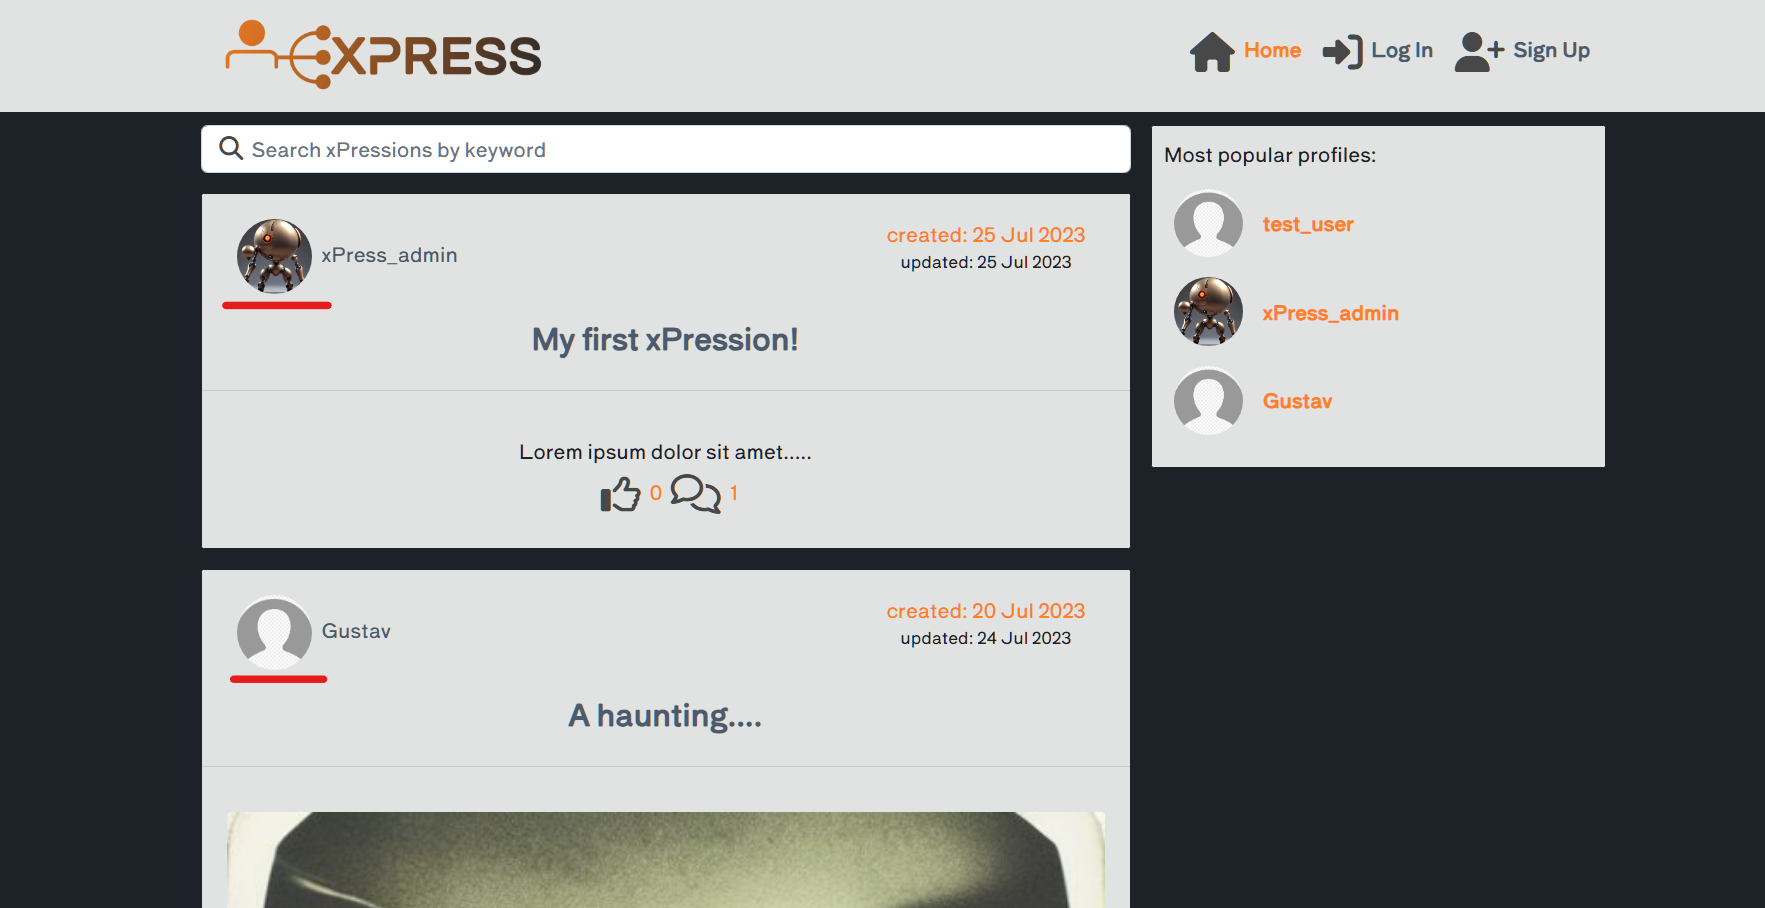 XPRESS
Home
Log In
Sign Up
Search xPressions by keyword
xPress_admin
created: 25 Jul 2023
updated: 25 Jul 2023
My first xPression!
Lorem ipsum dolor sit amet.....
0 1
Gustav
created: 20 Jul 2023
updated: 24 Jul 2023
A haunting....
Most popular profiles:
test_user
xPress_admin
Gustav